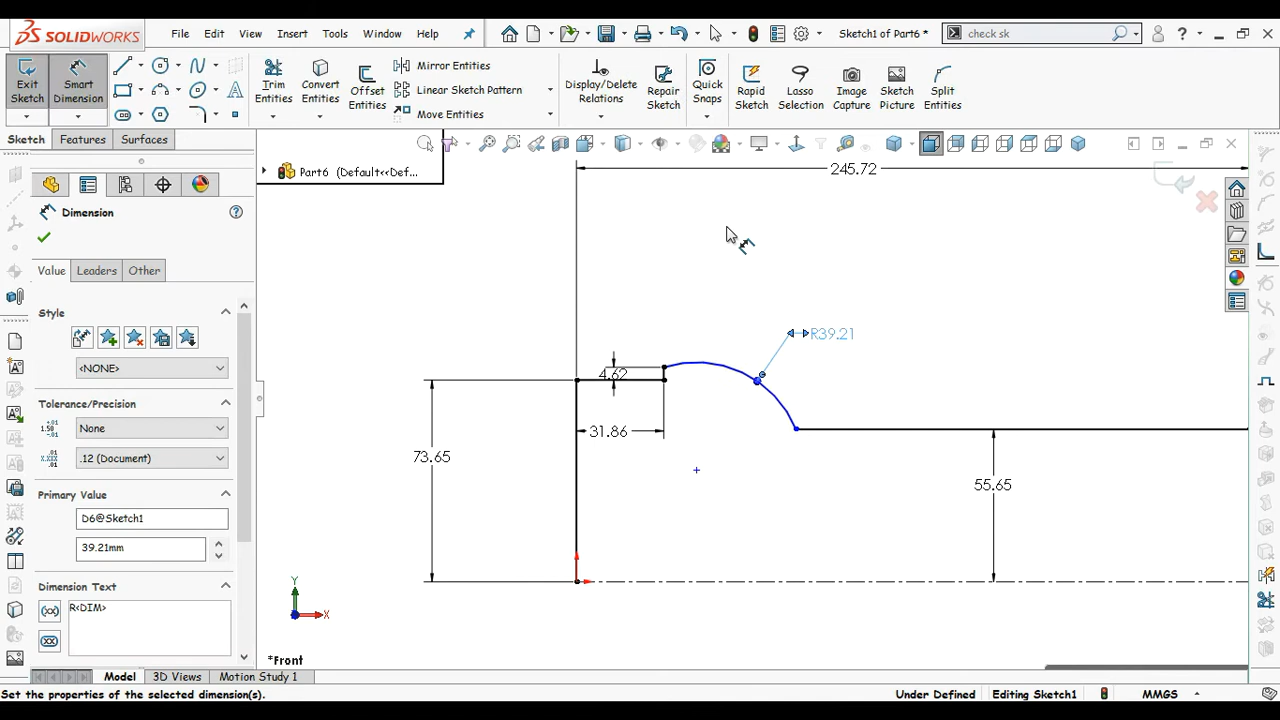 SOLIDWORKS File Edit View Insert Tools Window Help Sketch1 of Part6 * check sk
Exit Sketch Smart Dimension Trim Entities Convert Entities Offset Entities Mirror Entities Linear Sketch Pattern Move Entities Display/Delete Relations Repair Sketch Quick Snaps Rapid Sketch Lasso Selection Image Capture Sketch Picture Split Entities
Sketch Features Surfaces
Part6 (Default<<Def...
245.72
Dimension
Value Leaders Other
Style
<NONE>
Tolerance/Precision
None
.12 (Document)
Primary Value
D6@Sketch1
39.21mm
Dimension Text
R<DIM>
R39.21
4.62
31.86
73.65
55.65
Y
X
*Front
Model 3D Views Motion Study 1
Set the properties of the selected dimension(s). Under Defined Editing Sketch1 MMGS